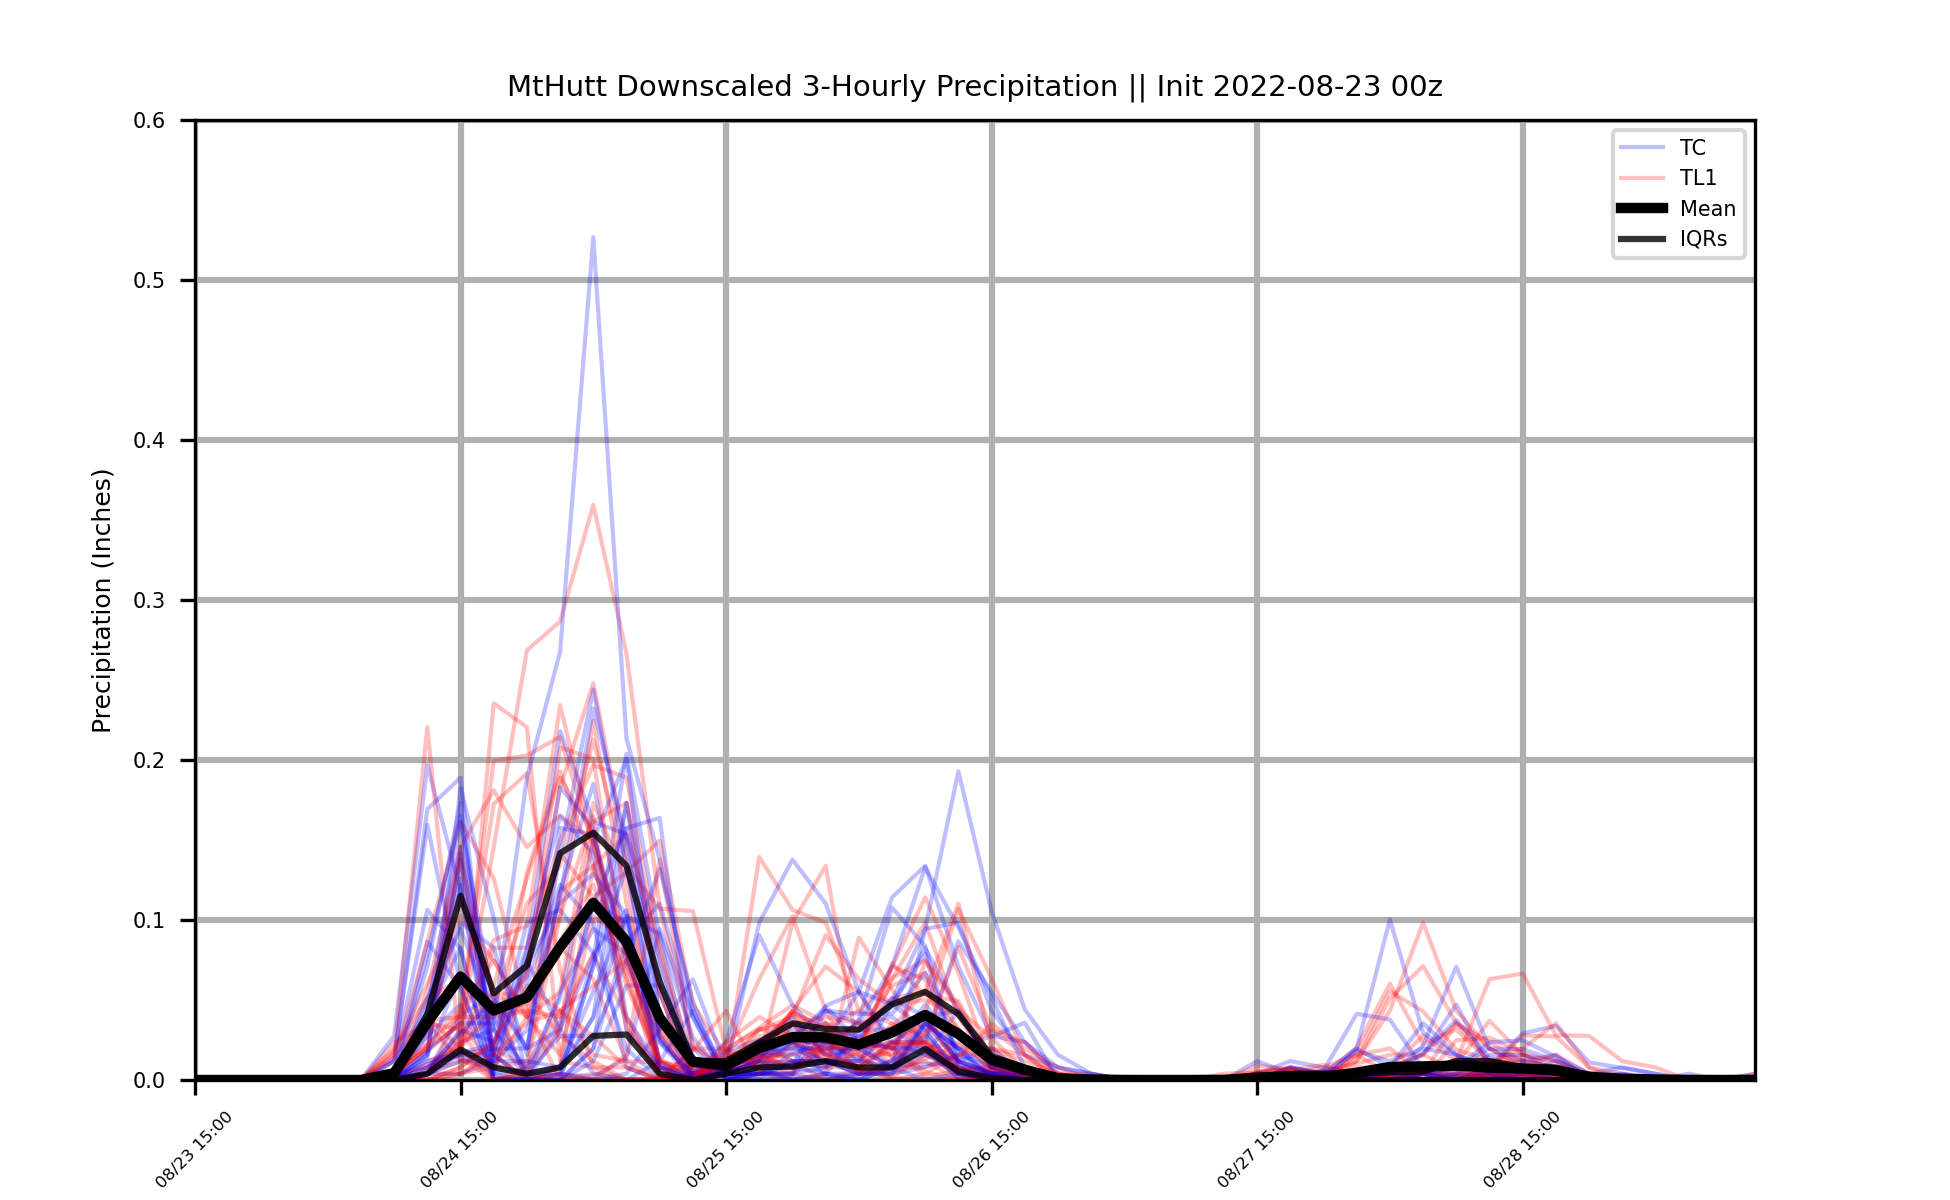 MtHutt Downscaled 3-Hourly Precipitation || Init 2022-08-23 00z
TC
TL1
Mean
IQRs
Precipitation (Inches)
0.6
0.5
0.4
0.3
0.2
0.1
0.0
08/23 15:00
08/24 15:00
08/25 15:00
08/26 15:00
08/27 15:00
08/28 15:00